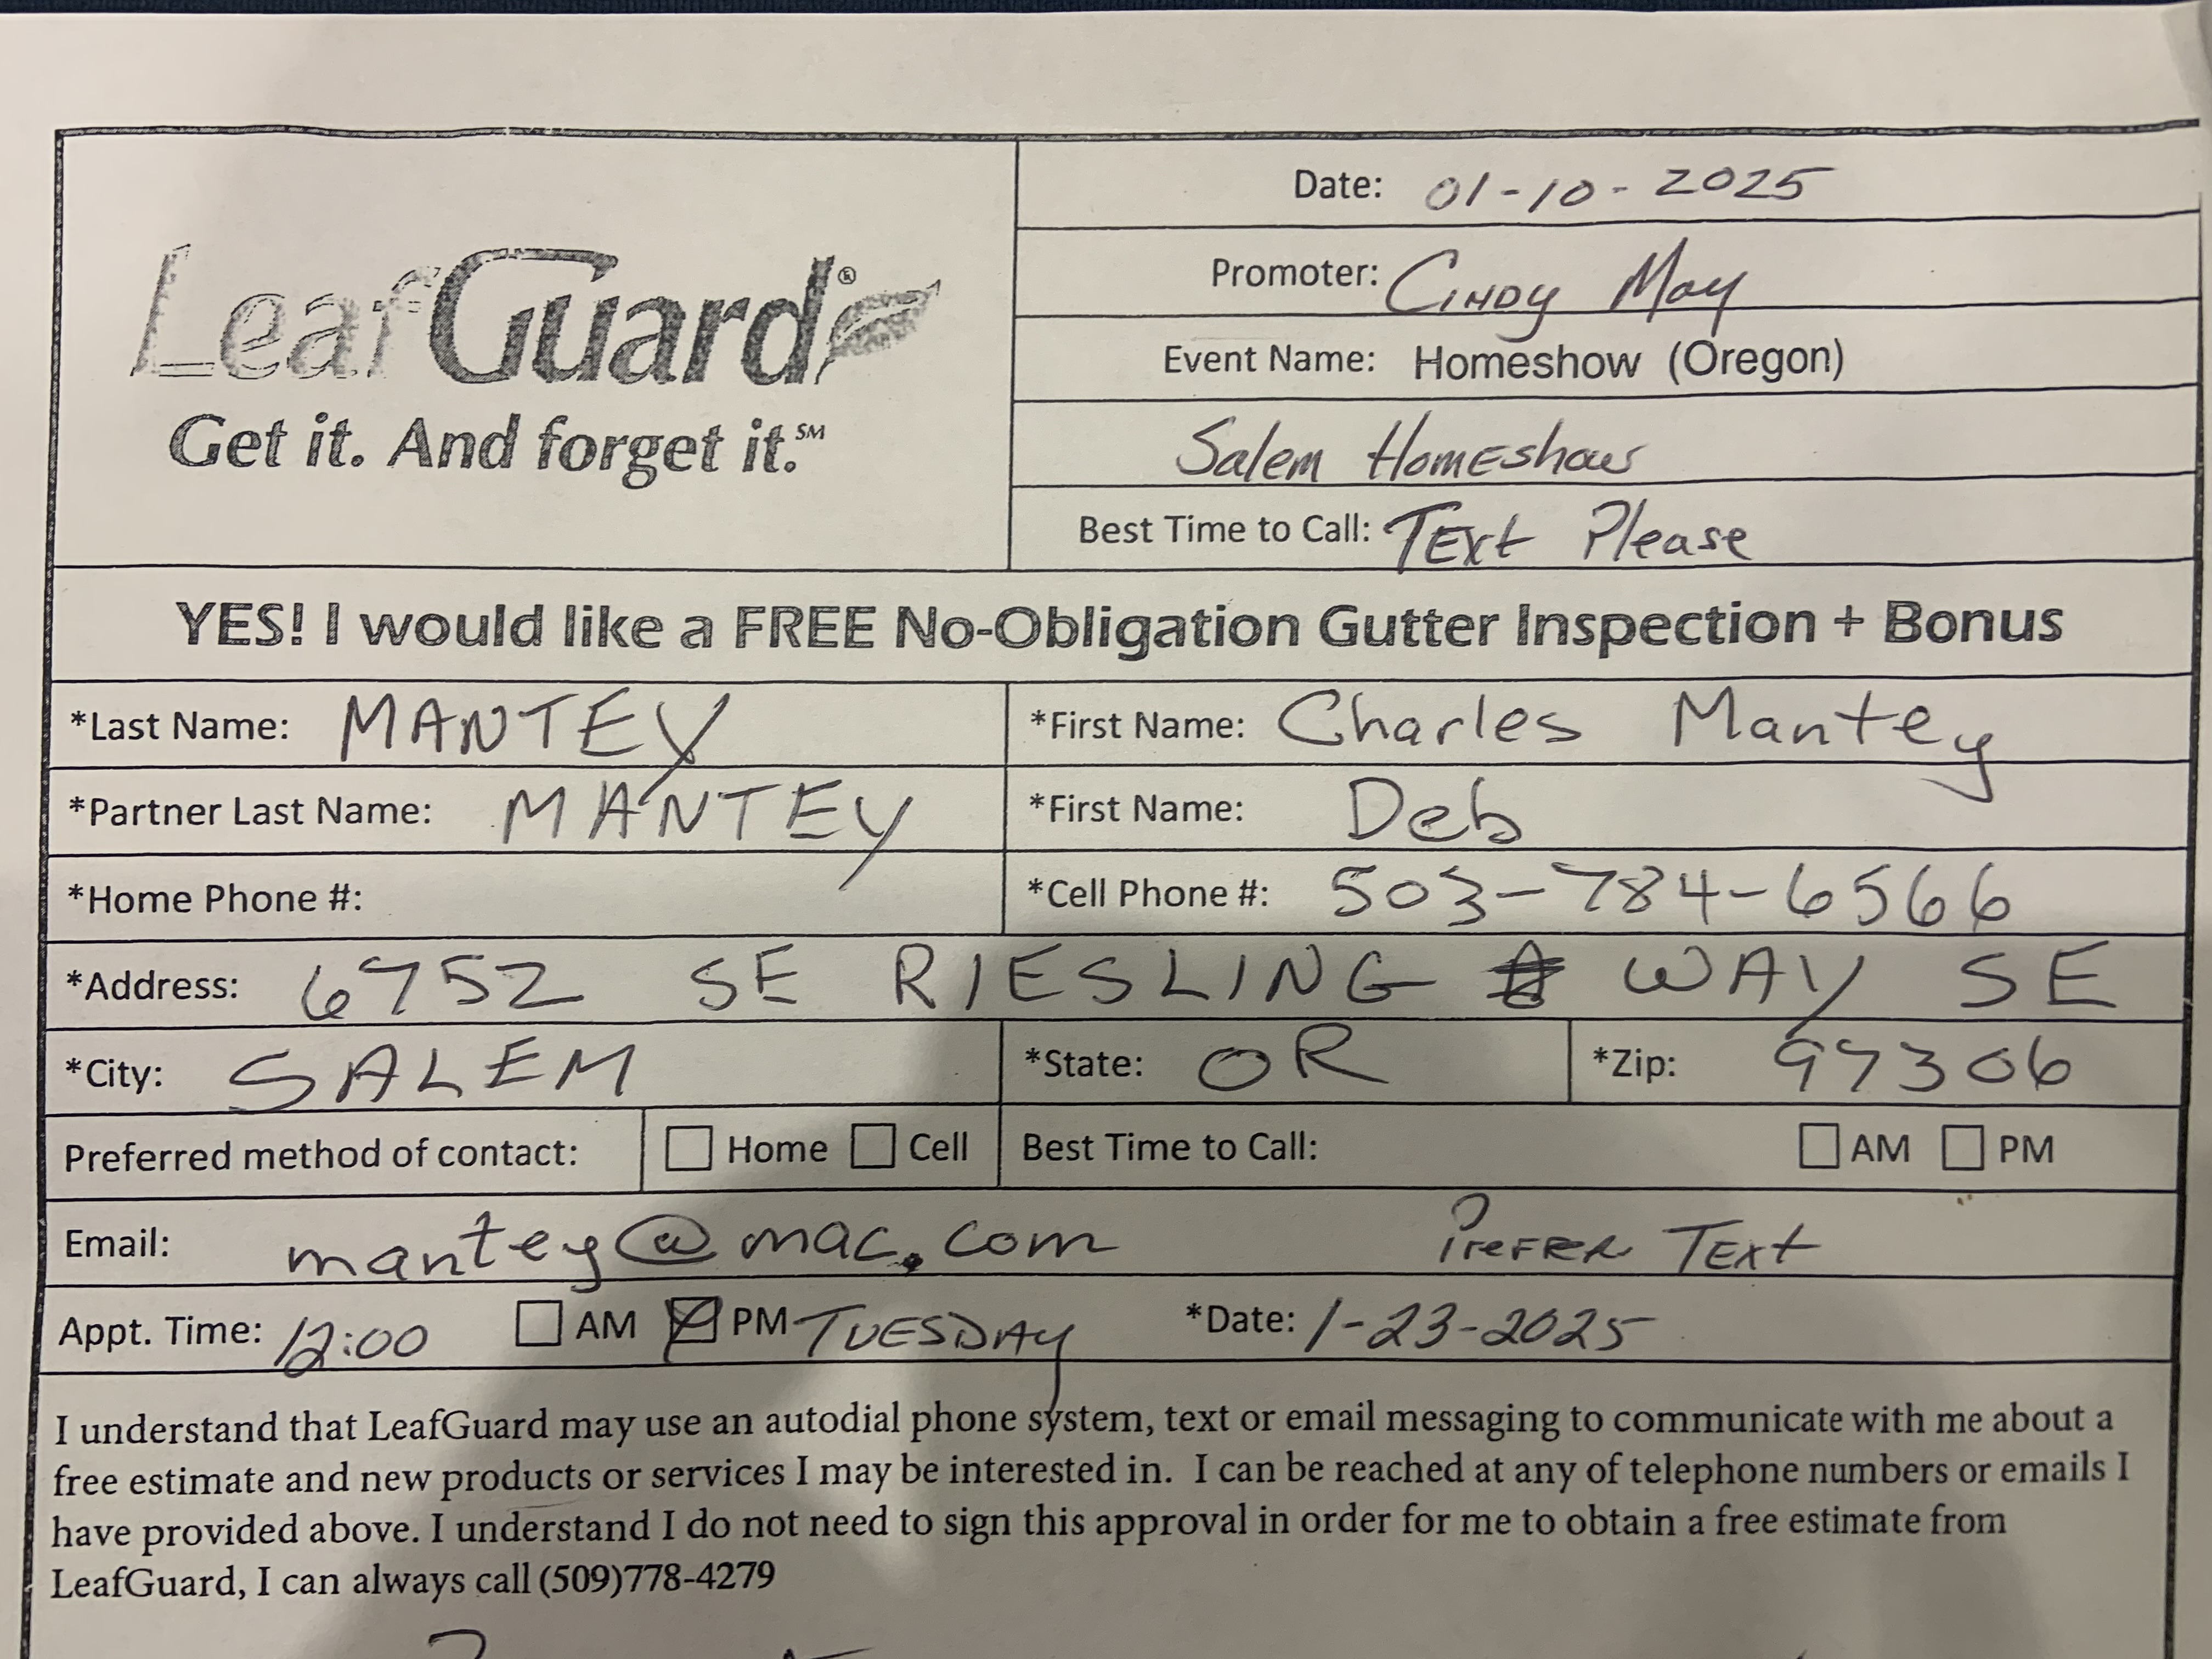 LeafGuard®
Get it. And forget it.℠
Date: 01-10-2025
Promoter: Cindy May
Event Name: Homeshow (Oregon)
Salem Homeshow
Best Time to Call: Text Please
YES! I would like a FREE No-Obligation Gutter Inspection + Bonus
*Last Name: MANTEY *First Name: Charles Mantey
*Partner Last Name: MANTEY *First Name: Deb
*Home Phone #: *Cell Phone #: 503-784-6566
*Address: 6752 SE RIESLING WAY SE
*City: SALEM *State: OR *Zip: 97306
Preferred method of contact: ☐ Home ☐ Cell Best Time to Call: ☐ AM ☐ PM
Email: mantey@mac.com Prefer Text
Appt. Time: 12:00 ☐ AM ☒ PM TUESDAY *Date: 1-23-2025
I understand that LeafGuard may use an autodial phone system, text or email messaging to communicate with me about a
free estimate and new products or services I may be interested in. I can be reached at any of telephone numbers or emails I
have provided above. I understand I do not need to sign this approval in order for me to obtain a free estimate from
LeafGuard, I can always call (509)778-4279